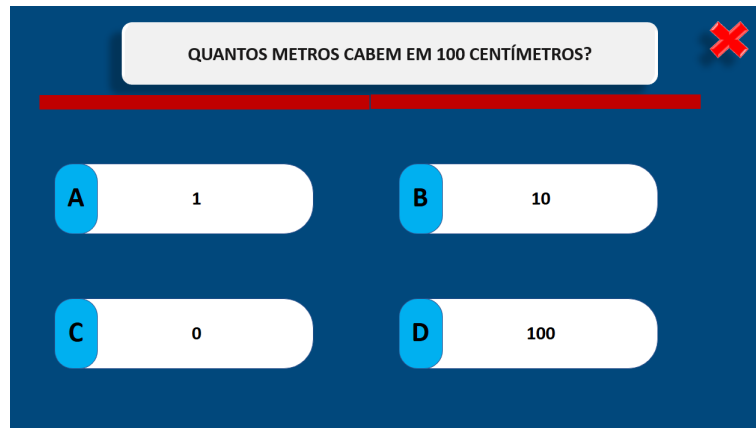 QUANTOS METROS CABEM EM 100 CENTÍMETROS?
A 1
B 10
C 0
D 100